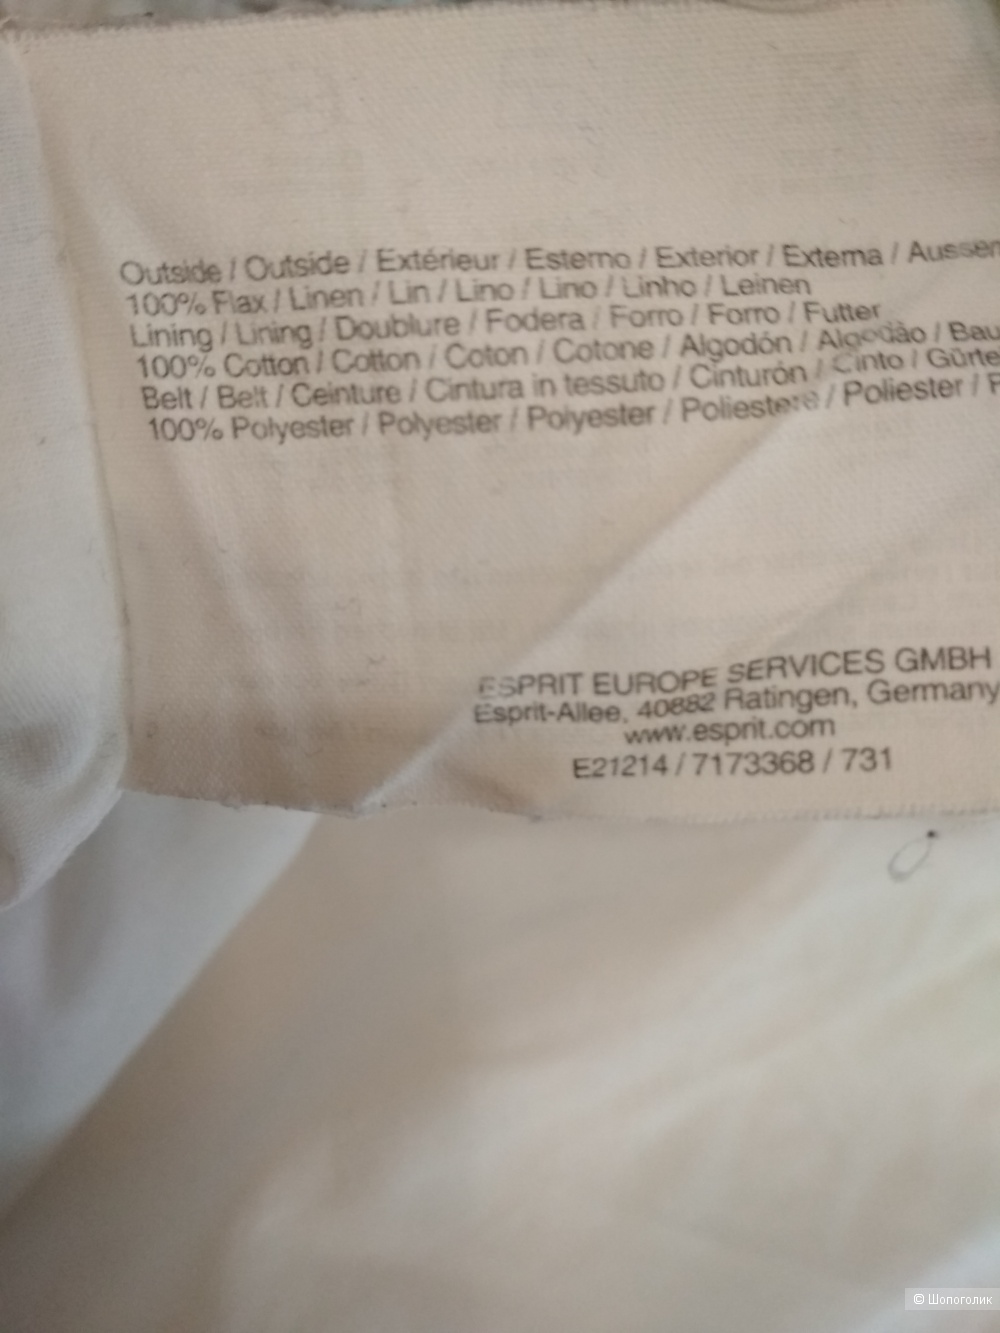 Outside / Outside / Extérieur / Esterno / Exterior / Externa / Aussen
100% Flax / Linen / Lin / Lino / Lino / Linho / Leinen
Lining / Lining / Doublure / Fodera / Forro / Forro / Futter
100% Cotton / Cotton / Coton / Cotone / Algodón / Algodão / Bau
Belt / Belt / Ceinture / Cintura in tessuto / Cinturón / Cinto / Gürte
100% Polyester / Polyester / Polyester / Poliestere / Poliester /
ESPRIT EUROPE SERVICES GMBH
Esprit-Allee, 40882 Ratingen, Germany
www.esprit.com
E21214 / 7173368 / 731
© Шопоголик